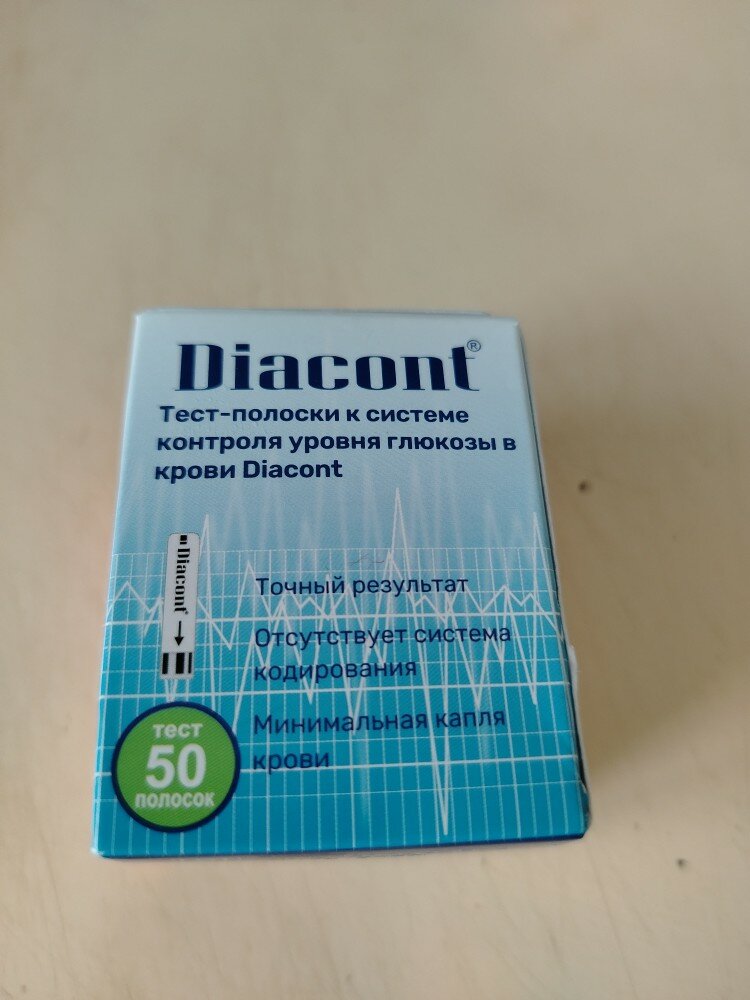 Diacont®
Тест-полоски к системе
контроля уровня глюкозы в
крови Diacont
Diacont®
Точный результат
Отсутствует система
кодирования
Минимальная капля
крови
тест
50
полосок